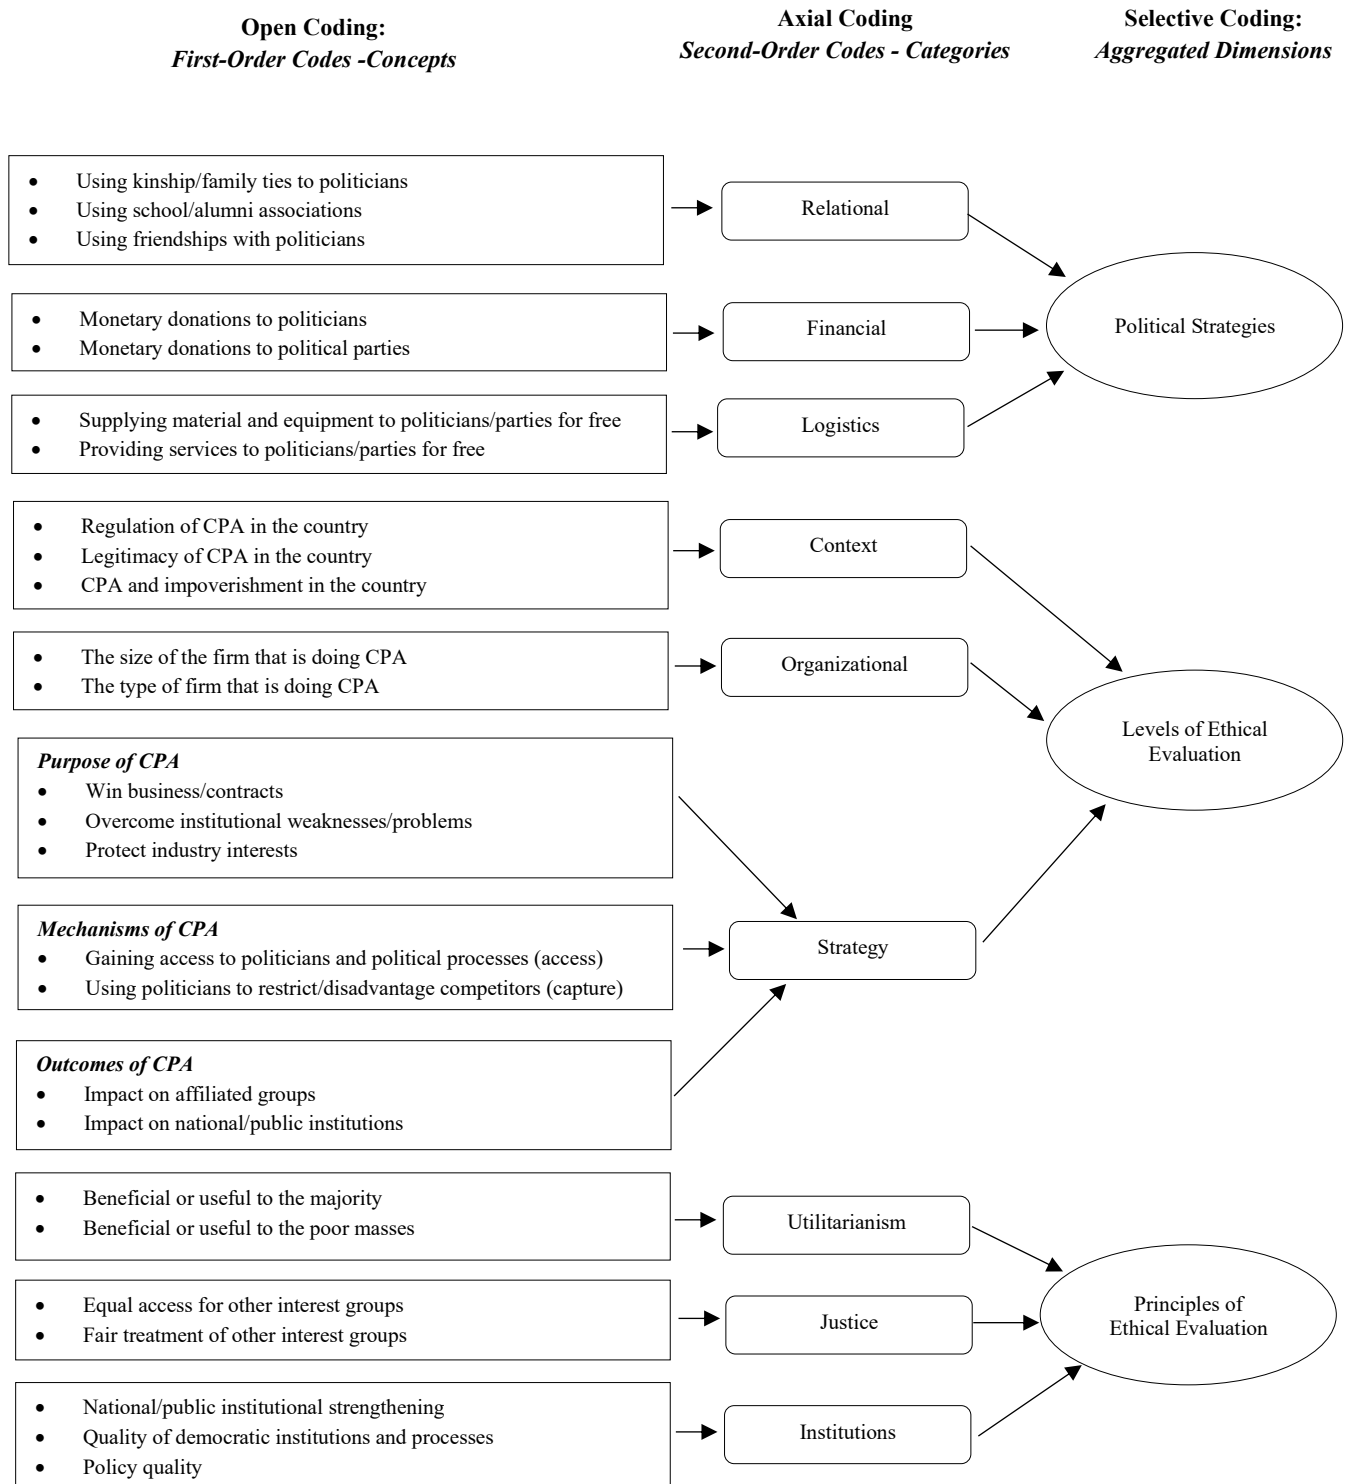 Open Coding:
First-Order Codes -Concepts
Axial Coding
Second-Order Codes - Categories
Selective Coding:
Aggregated Dimensions
• Using kinship/family ties to politicians
• Using school/alumni associations
• Using friendships with politicians
Relational
• Monetary donations to politicians
• Monetary donations to political parties
Financial
Political Strategies
• Supplying material and equipment to politicians/parties for free
• Providing services to politicians/parties for free
Logistics
• Regulation of CPA in the country
• Legitimacy of CPA in the country
• CPA and impoverishment in the country
Context
• The size of the firm that is doing CPA
• The type of firm that is doing CPA
Organizational
Levels of Ethical
Evaluation
Purpose of CPA
• Win business/contracts
• Overcome institutional weaknesses/problems
• Protect industry interests
Mechanisms of CPA
• Gaining access to politicians and political processes (access)
• Using politicians to restrict/disadvantage competitors (capture)
Strategy
Outcomes of CPA
• Impact on affiliated groups
• Impact on national/public institutions
• Beneficial or useful to the majority
• Beneficial or useful to the poor masses
Utilitarianism
• Equal access for other interest groups
• Fair treatment of other interest groups
Justice
Principles of
Ethical Evaluation
• National/public institutional strengthening
• Quality of democratic institutions and processes
• Policy quality
Institutions